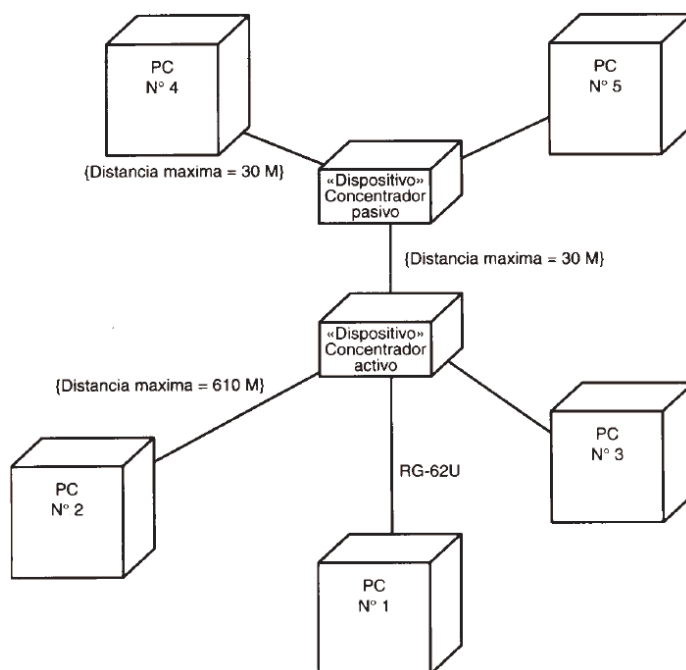 PC
N° 4
PC
N° 5
{Distancia maxima = 30 M}
«Dispositivo»
Concentrador
pasivo
{Distancia maxima = 30 M}
«Dispositivo»
Concentrador
activo
{Distancia maxima = 610 M}
PC
N° 3
RG-62U
PC
N° 2
PC
N° 1